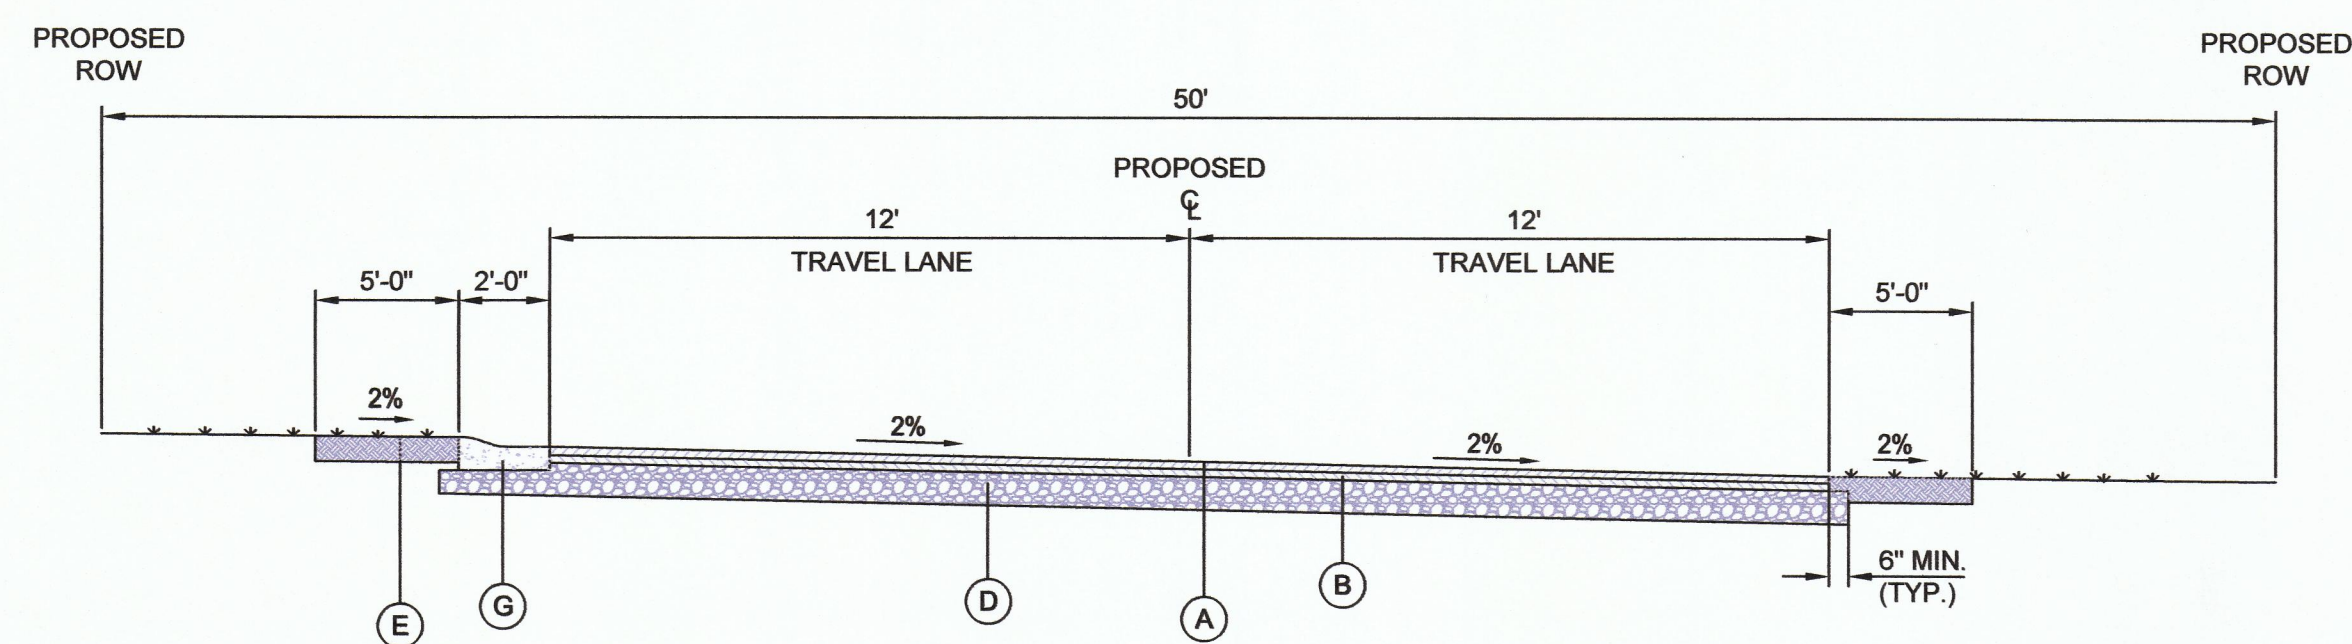 PROPOSED
ROW
PROPOSED
ROW
50'
PROPOSED
℄
12'
12'
TRAVEL LANE
TRAVEL LANE
5'-0"
2'-0"
5'-0"
2%
2%
2%
2%
6" MIN.
(TYP.)
E
G
D
A
B